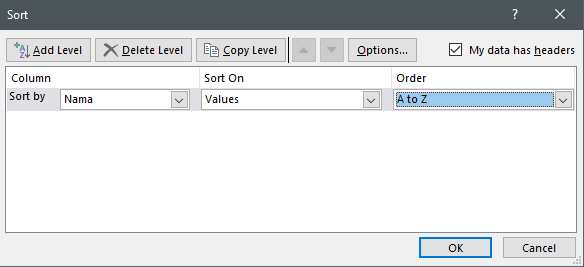 Sort
Add Level Delete Level Copy Level Options... My data has headers
Column Sort On Order
Sort by Nama Values A to Z
OK Cancel